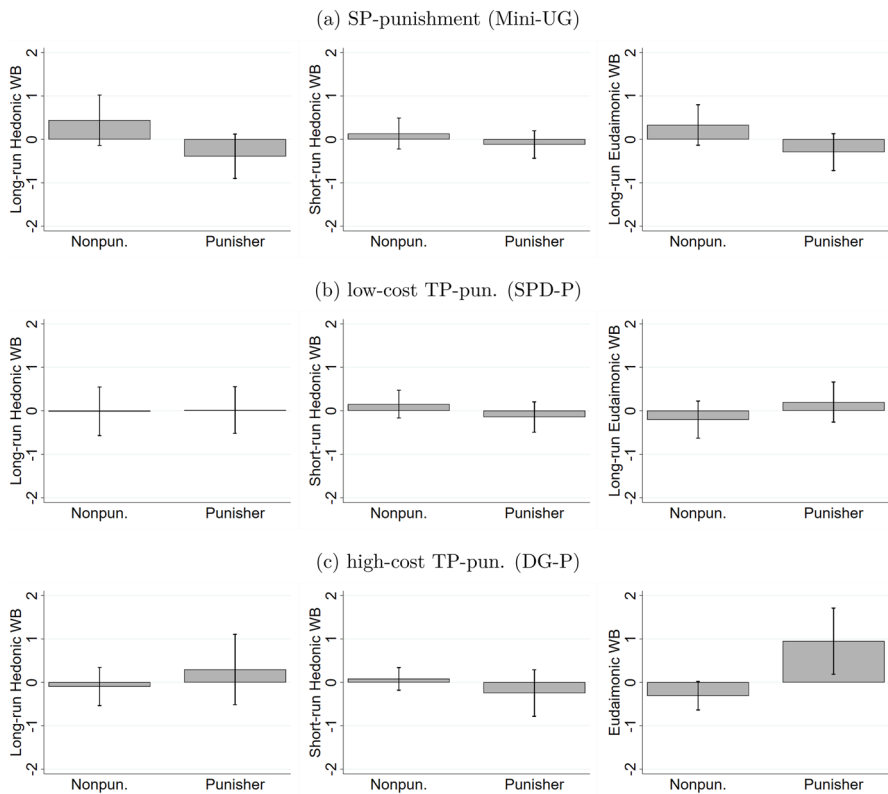 (a) SP-punishment (Mini-UG)
Long-run Hedonic WB
2
1
0
-1
-2
Nonpun. Punisher
Short-run Hedonic WB
2
1
0
-1
-2
Nonpun. Punisher
Long-run Eudaimonic WB
2
1
0
-1
-2
Nonpun. Punisher
(b) low-cost TP-pun. (SPD-P)
Long-run Hedonic WB
2
1
0
-1
-2
Nonpun. Punisher
Short-run Hedonic WB
2
1
0
-1
-2
Nonpun. Punisher
Long-run Eudaimonic WB
2
1
0
-1
-2
Nonpun. Punisher
(c) high-cost TP-pun. (DG-P)
Long-run Hedonic WB
2
1
0
-1
-2
Nonpun. Punisher
Short-run Hedonic WB
2
1
0
-1
-2
Nonpun. Punisher
Eudaimonic WB
2
1
0
-1
-2
Nonpun. Punisher